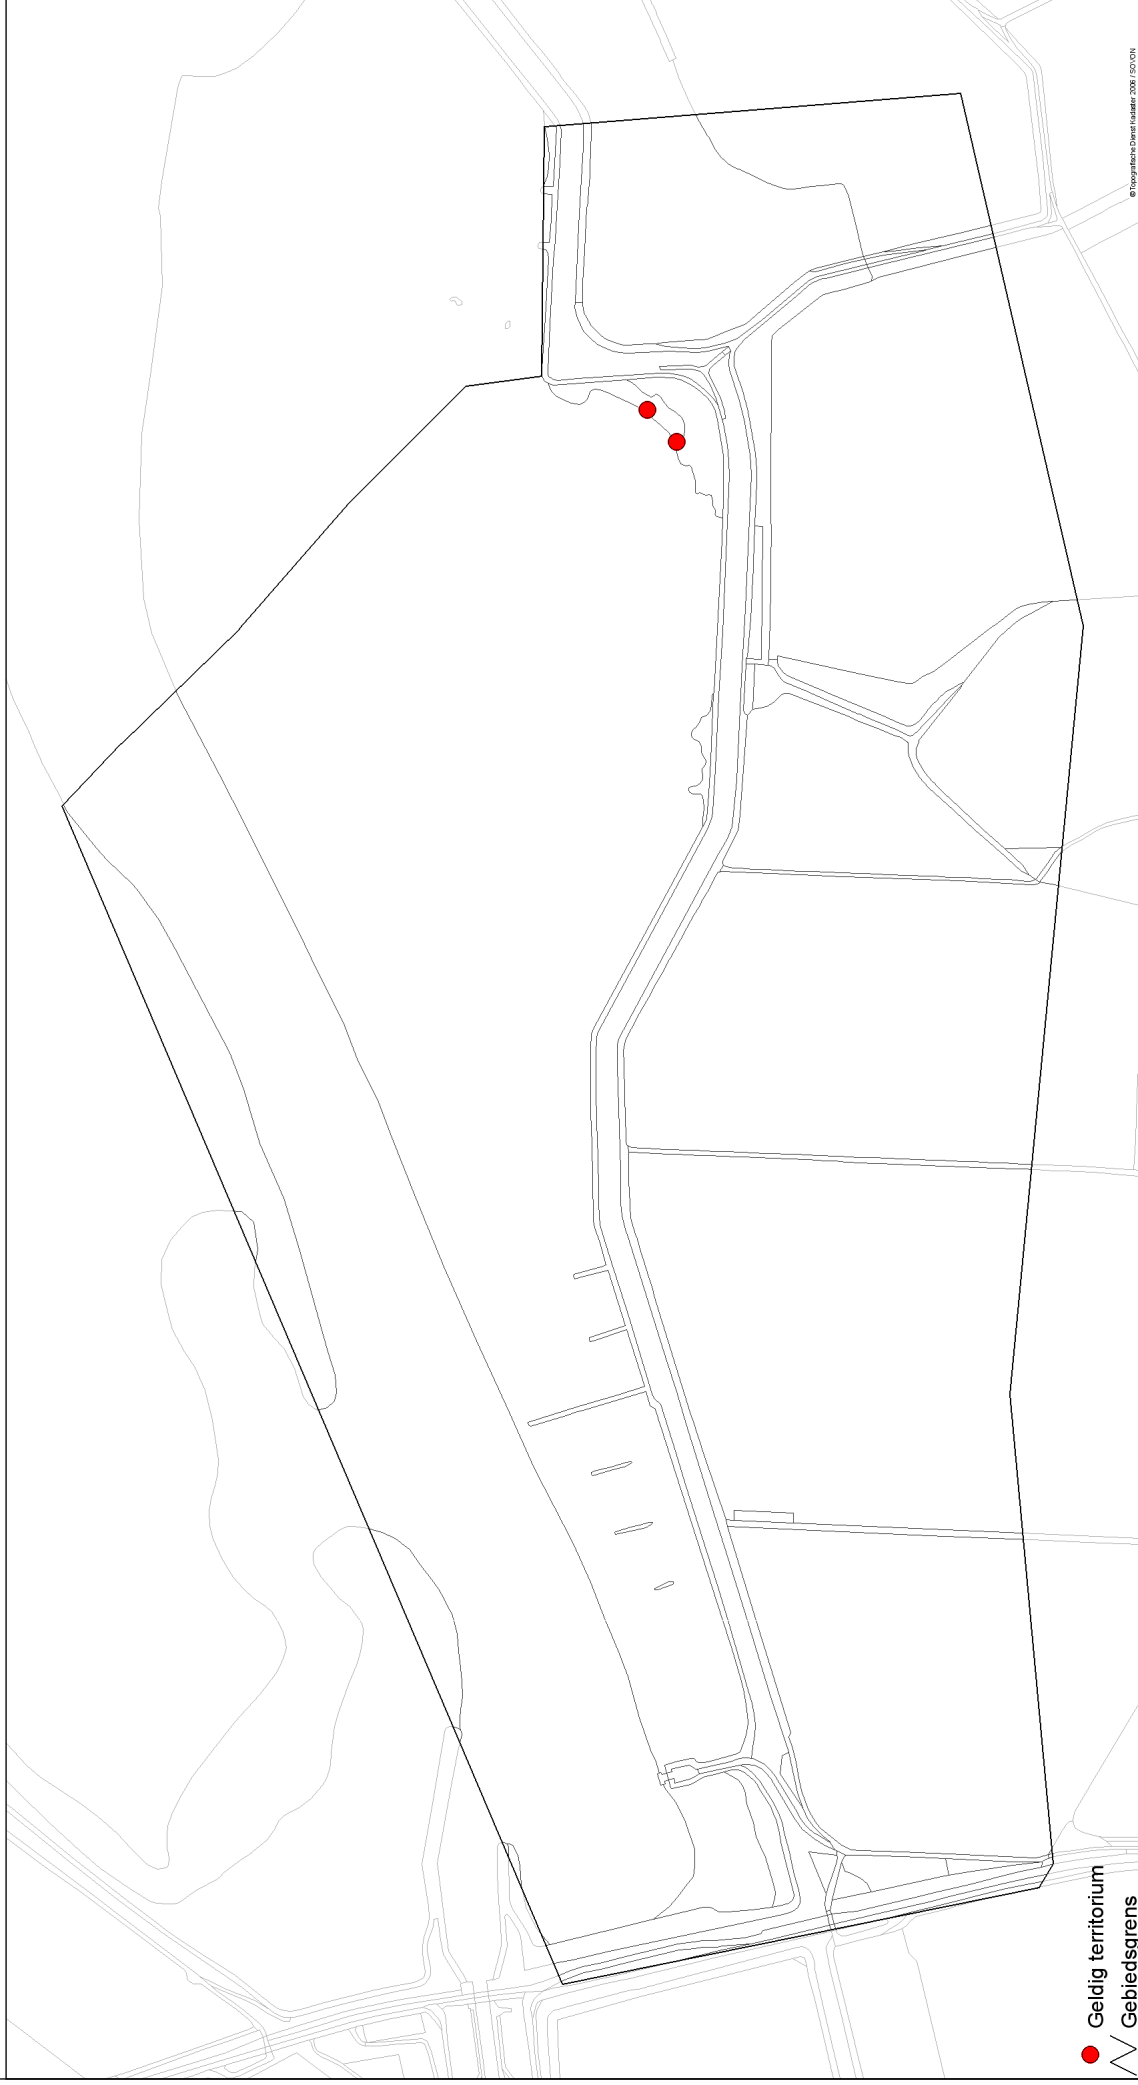 © Topografische Dienst Kadaster 2006 / SOVON
Geldig territorium
Gebiedsgrens